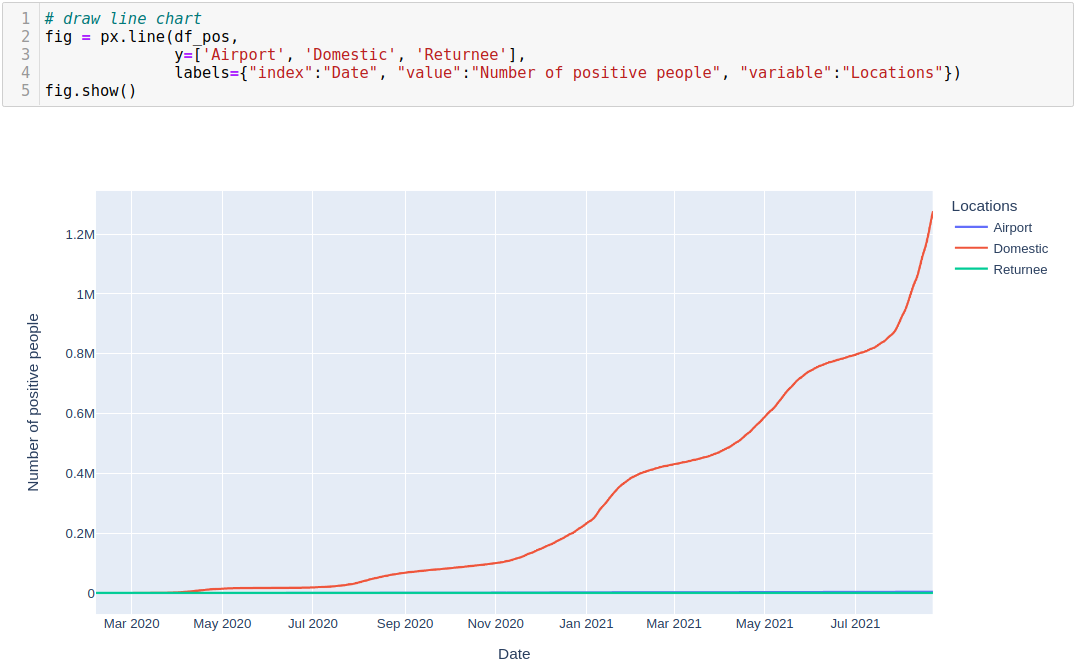 1 # draw line chart
2 fig = px.line(df_pos,
3 y=['Airport', 'Domestic', 'Returnee'],
4 labels={"index":"Date", "value":"Number of positive people", "variable":"Locations"})
5 fig.show()
Locations
Airport
Domestic
Returnee
1.2M
1M
0.8M
0.6M
0.4M
0.2M
0
Number of positive people
Mar 2020 May 2020 Jul 2020 Sep 2020 Nov 2020 Jan 2021 Mar 2021 May 2021 Jul 2021
Date